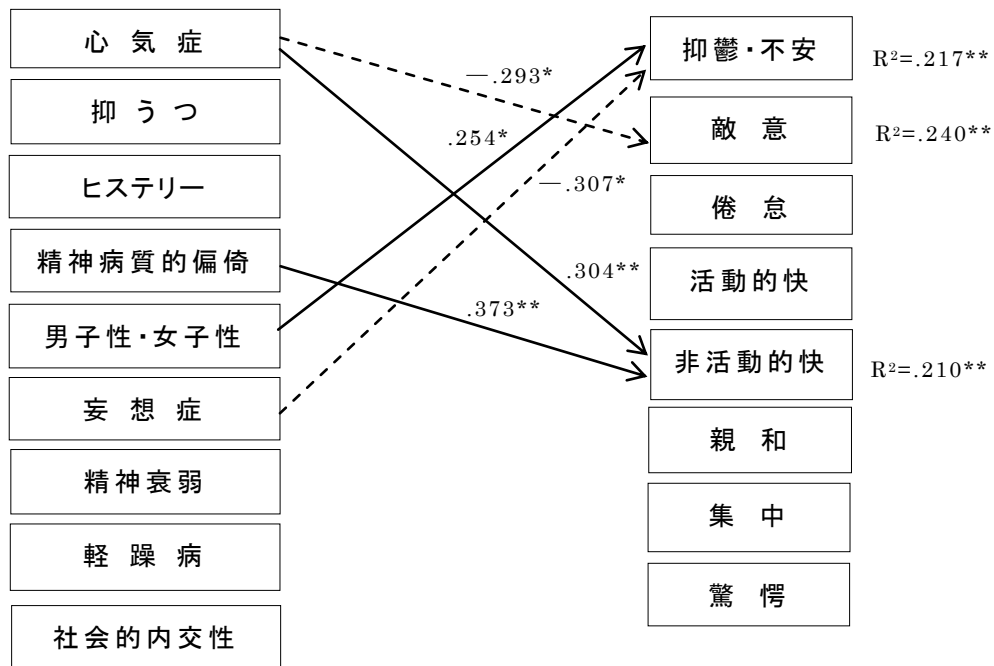 心気症
抑うつ
ヒステリー
精神病質的偏倚
男子性・女子性
妄想症
精神衰弱
軽躁病
社会的内交性
―.293*
.254*
―.307*
.304**
.373**
抑鬱・不安
R²=.217**
敵意
R²=.240**
倦怠
活動的快
非活動的快
R²=.210**
親和
集中
驚愕